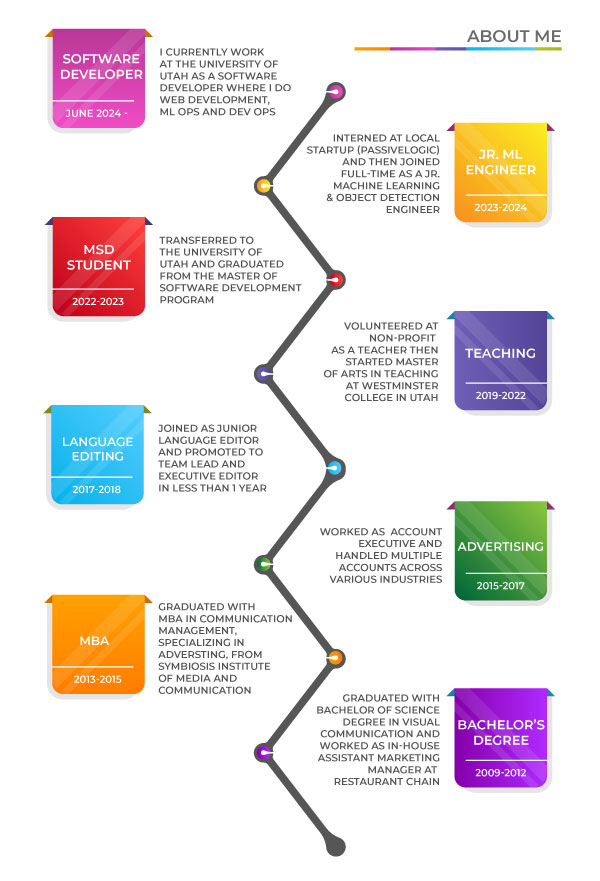 ABOUT ME
SOFTWARE
DEVELOPER
JUNE 2024 -
I CURRENTLY WORK
AT THE UNIVERSITY OF
UTAH AS A SOFTWARE
DEVELOPER WHERE I DO
WEB DEVELOPMENT,
ML OPS AND DEV OPS
INTERNED AT LOCAL
STARTUP (PASSIVELOGIC)
AND THEN JOINED
FULL-TIME AS A JR.
MACHINE LEARNING
& OBJECT DETECTION
ENGINEER
JR. ML
ENGINEER
2023-2024
MSD
STUDENT
2022-2023
TRANSFERRED TO
THE UNIVERSITY OF
UTAH AND GRADUATED
FROM THE MASTER OF
SOFTWARE DEVELOPMENT
PROGRAM
VOLUNTEERED AT
NON-PROFIT
AS A TEACHER THEN
STARTED MASTER
OF ARTS IN TEACHING
AT WESTMINSTER
COLLEGE IN UTAH
TEACHING
2019-2022
LANGUAGE
EDITING
2017-2018
JOINED AS JUNIOR
LANGUAGE EDITOR
AND PROMOTED TO
TEAM LEAD AND
EXECUTIVE EDITOR
IN LESS THAN 1 YEAR
WORKED AS ACCOUNT
EXECUTIVE AND
HANDLED MULTIPLE
ACCOUNTS ACROSS
VARIOUS INDUSTRIES
ADVERTISING
2015-2017
MBA
2013-2015
GRADUATED WITH
MBA IN COMMUNICATION
MANAGEMENT,
SPECIALIZING IN
ADVERSTING, FROM
SYMBIOSIS INSTITUTE
OF MEDIA AND
COMMUNICATION
GRADUATED WITH
BACHELOR OF SCIENCE
DEGREE IN VISUAL
COMMUNICATION AND
WORKED AS IN-HOUSE
ASSISTANT MARKETING
MANAGER AT
RESTAURANT CHAIN
BACHELOR'S
DEGREE
2009-2012